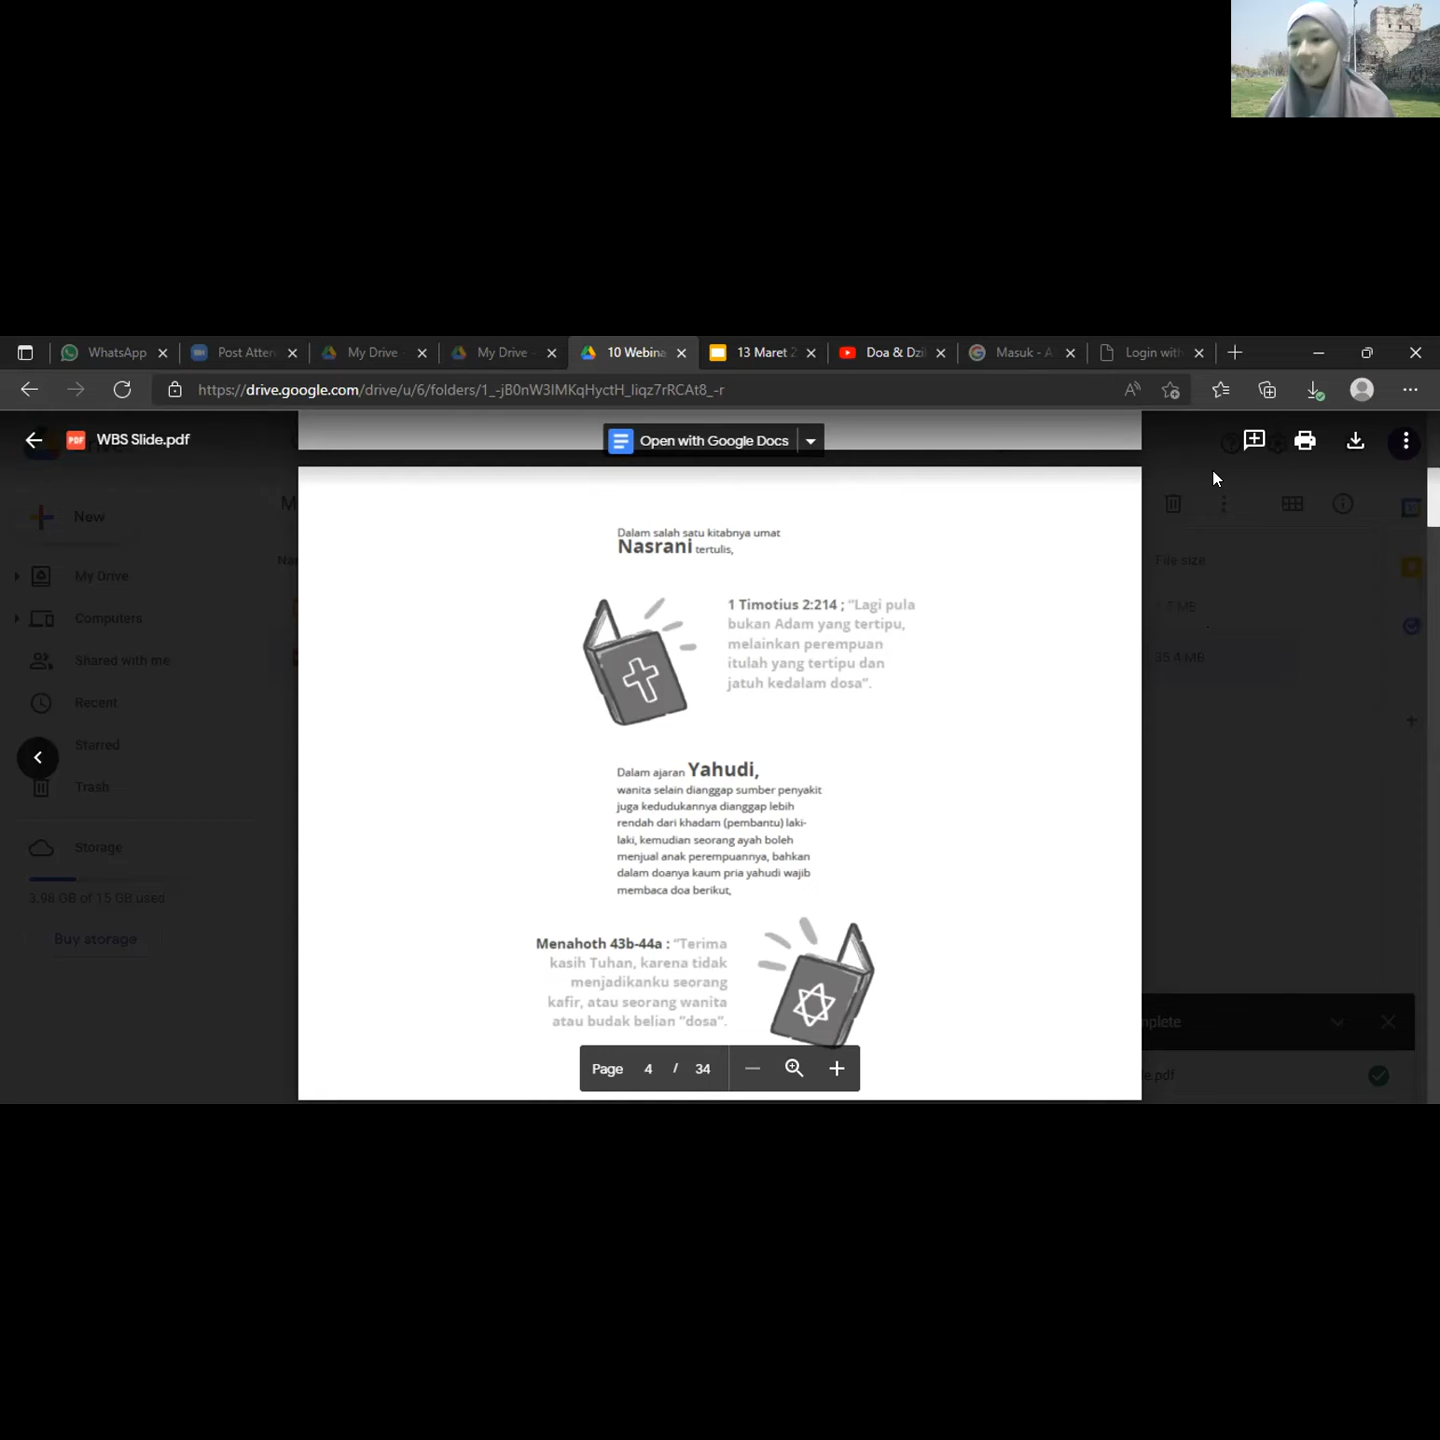 WhatsApp
Post Atten
My Drive -
My Drive -
10 Webina
13 Maret 2
Doa & Dzi
Masuk - A
Login with
https://drive.google.com/drive/u/6/folders/
WBS Slide.pdf
Open with Google Docs
New
My Drive
Computers
Shared with me
Recent
Starred
Trash
Storage
3.98 GB of 15 GB used
Buy storage
File size
35.4 MB
Dalam salah satu kitabnya umat
Nasrani tertulis,
1 Timotius 2:214 ; "Lagi pula
bukan Adam yang tertipu,
melainkan perempuan
itulah yang tertipu dan
jatuh kedalam dosa".
Dalam ajaran Yahudi,
wanita selain dianggap sumber penyakit
juga kedudukannya dianggap lebih
rendah dari khadam (pembantu) laki-
laki, kemudian seorang ayah boleh
menjual anak perempuannya, bahkan
dalam doanya kaum pria yahudi wajib
membaca doa berikut,
Menahoth 43b-44a : "Terima
kasih Tuhan, karena tidak
menjadikanku seorang
kafir, atau seorang wanita
atau budak belian "dosa".
Page 4 / 34